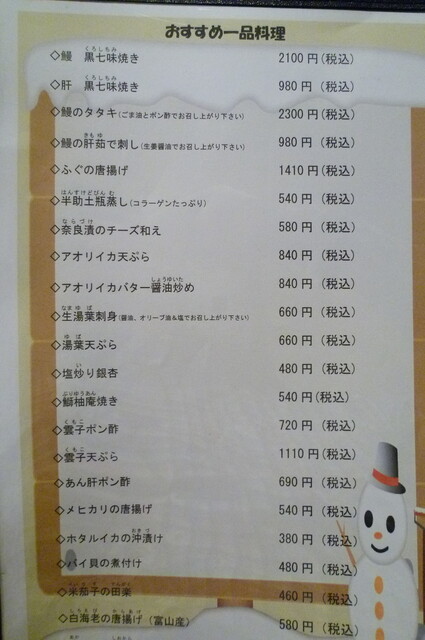 おすすめ一品料理
◇鰻 黒七味焼き 2100円(税込)
◇肝 黒七味焼き 980円(税込)
◇鰻のタタキ(ごま油とポン酢でお召し上がり下さい) 2300円(税込)
◇鰻の肝茹で刺し(生姜醤油でお召し上がり下さい) 980円(税込)
◇ふぐの唐揚げ 1410円(税込)
◇半助土瓶蒸し(コラーゲンたっぷり) 540円(税込)
◇奈良漬のチーズ和え 580円(税込)
◇アオリイカ天ぷら 840円(税込)
◇アオリイカバター醤油炒め 840円(税込)
◇生湯葉刺身(醤油、オリーブ油&塩でお召し上がり下さい) 660円(税込)
◇湯葉天ぷら 660円(税込)
◇塩炒り銀杏 480円(税込)
◇鰤柚庵焼き 540円(税込)
◇雲子ポン酢 720円(税込)
◇雲子天ぷら 1110円(税込)
◇あん肝ポン酢 690円(税込)
◇メヒカリの唐揚げ 540円(税込)
◇ホタルイカの沖漬け 380円(税込)
◇バイ貝の煮付け 480円(税込)
◇米茄子の田楽 460円(税込)
◇白海老の唐揚げ(富山産) 580円(税込)